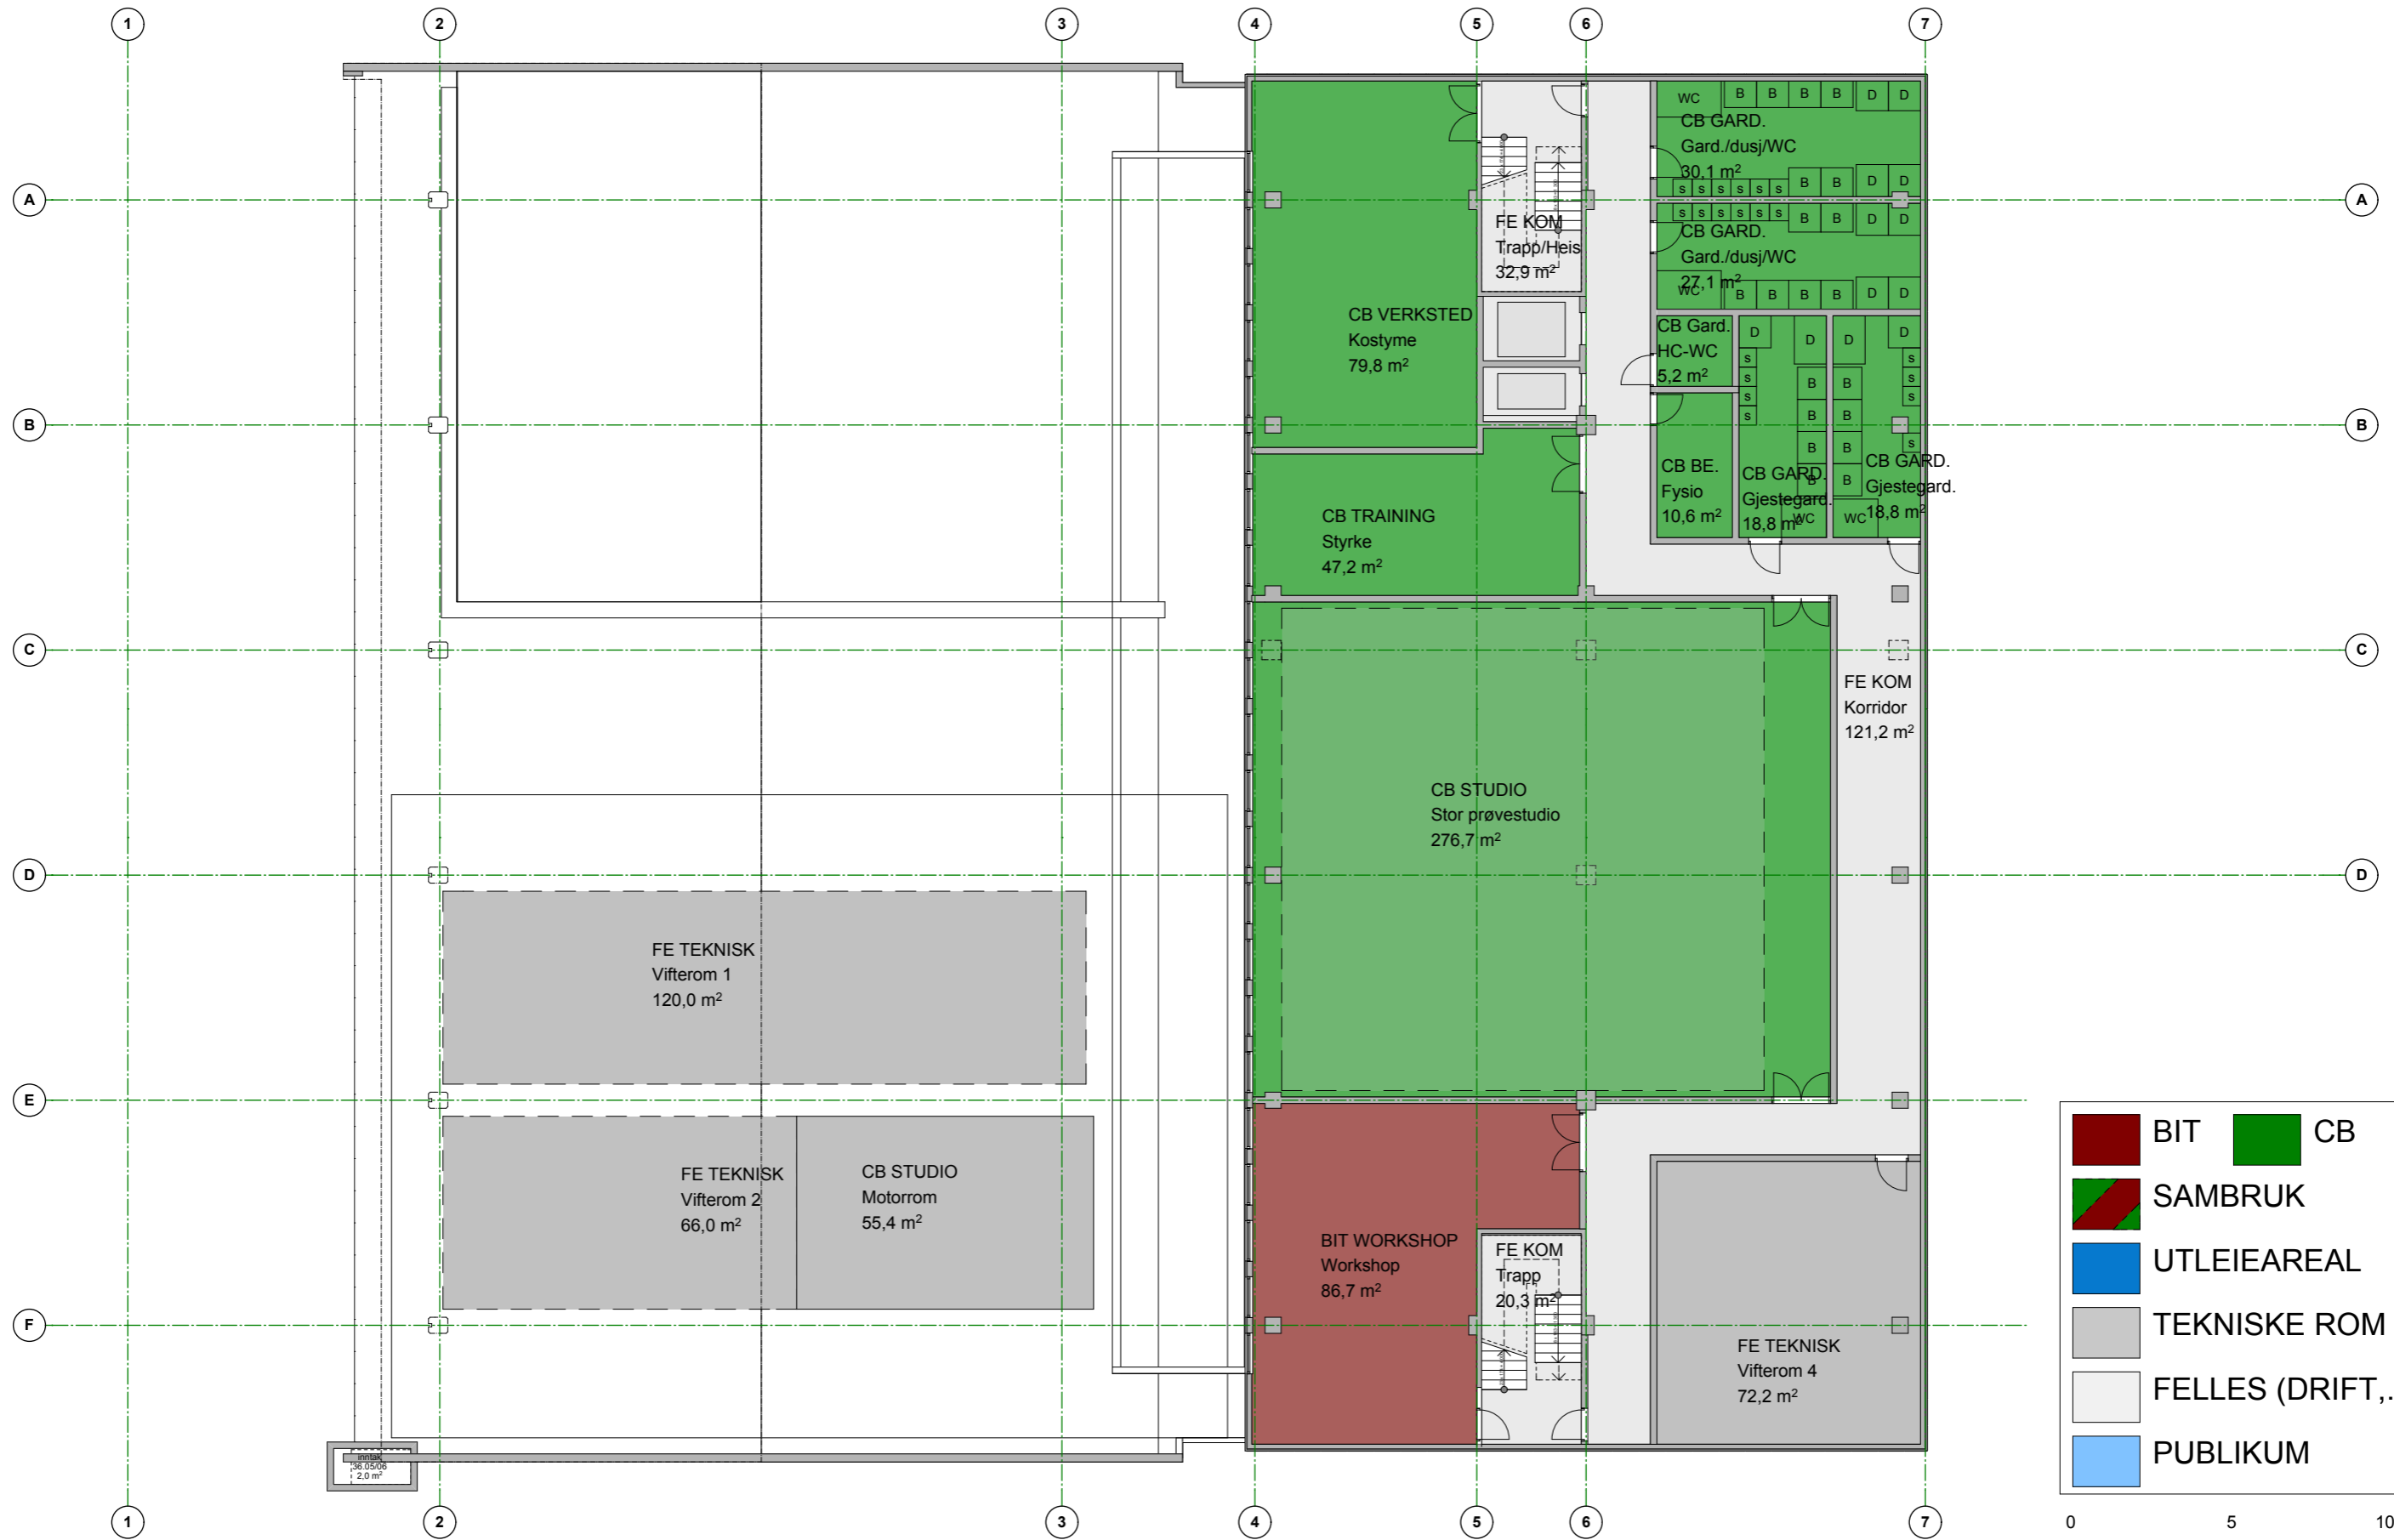 1 2 3 4 5 6 7
WC B B B B D D
CB GARD.
Gard./dusj/WC
30,1 m²
s s s s s s B B D D
A A
s s s s s s B B D D
CB GARD.
Gard./dusj/WC
27,1 m²
WC B B B B D D
FE KOM
Trapp/Heis
32,9 m²
CB VERKSTED
Kostyme
79,8 m²
CB Gard.
HC-WC
5,2 m²
D D D D
s s s s
B B B B
s s s s
B B B B
B B
CB BE.
Fysio
10,6 m²
CB GARD.
Gjestegard.
18,8 m²
WC
CB GARD.
Gjestegard.
18,8 m²
WC
CB TRAINING
Styrke
47,2 m²
C C
FE KOM
Korridor
121,2 m²
CB STUDIO
Stor prøvestudio
276,7 m²
D D
FE TEKNISK
Vifterom 1
120,0 m²
E
FE TEKNISK
Vifterom 2
66,0 m²
CB STUDIO
Motorrom
55,4 m²
BIT WORKSHOP
Workshop
86,7 m²
FE KOM
Trapp
20,3 m²
F
FE TEKNISK
Vifterom 4
72,2 m²
inntak
36.05/06
2,0 m²
BIT CB
SAMBRUK
UTLEIEAREAL
TEKNISKE ROM
FELLES (DRIFT,.
PUBLIKUM
0 5 10
1 2 3 4 5 6 7